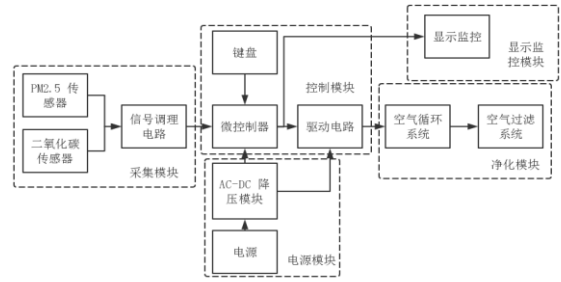 PM2.5 传
感器
二氧化碳
传感器
信号调理
电路
采集模块
键盘
微控制器
驱动电路
控制模块
AC-DC 降
压模块
电源
电源模块
显示监控
显示监
控模块
空气循环
系统
空气过滤
系统
净化模块